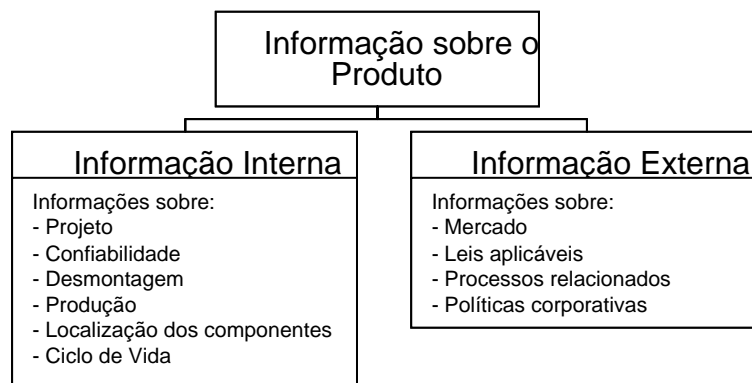 Informação sobre o
Produto
Informação Interna
Informações sobre:
- Projeto
- Confiabilidade
- Desmontagem
- Produção
- Localização dos componentes
- Ciclo de Vida
Informação Externa
Informações sobre:
- Mercado
- Leis aplicáveis
- Processos relacionados
- Políticas corporativas